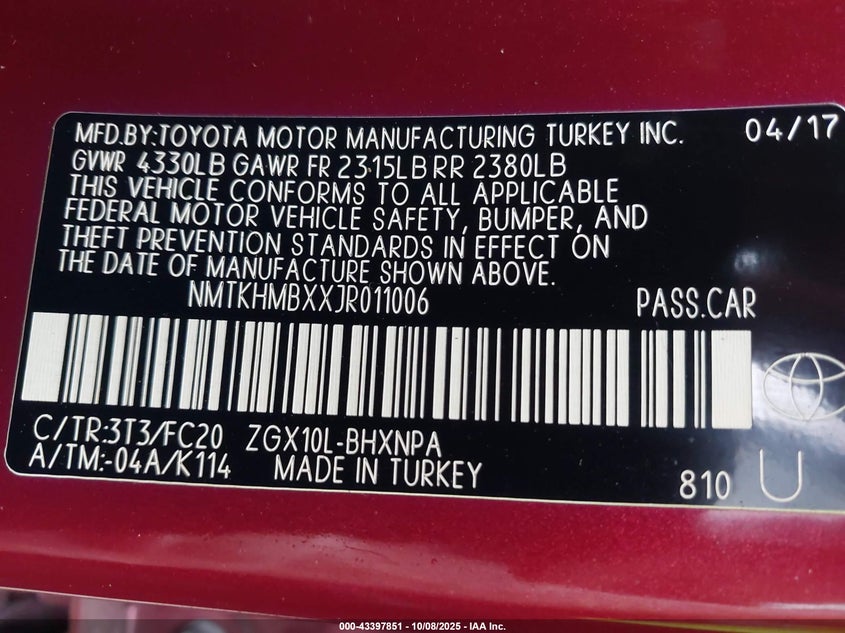 MFD.BY:TOYOTA MOTOR MANUFACTURING TURKEY INC. 04/17
GVWR 4330LB GAWR FR 2315LB RR 2380LB
THIS VEHICLE CONFORMS TO ALL APPLICABLE
FEDERAL MOTOR VEHICLE SAFETY, BUMPER, AND
THEFT PREVENTION STANDARDS IN EFFECT ON
THE DATE OF MANUFACTURE SHOWN ABOVE.
NMTKHMBXXJR011006 PASS.CAR
C/TR:3T3/FC20 ZGX10L-BHXNPA
A/TM:-04A/K114 MADE IN TURKEY
810 U
000-43397851 - 10/08/2025 - IAA Inc.